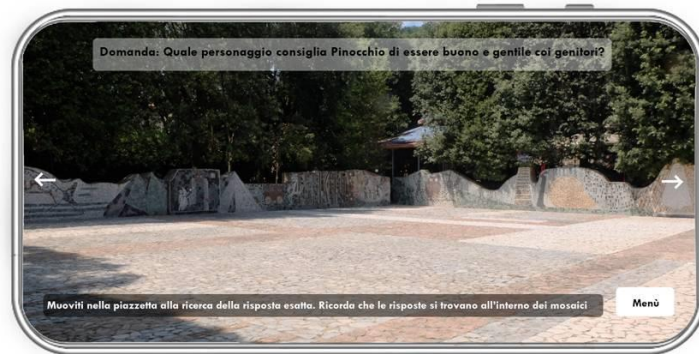 Domanda: Quale personaggio consiglia Pinocchio di essere buono e gentile coi genitori?
Muoviti nella piazzetta alla ricerca della risposta esatta. Ricorda che le risposte si trovano all'interno dei mosaici
Menù